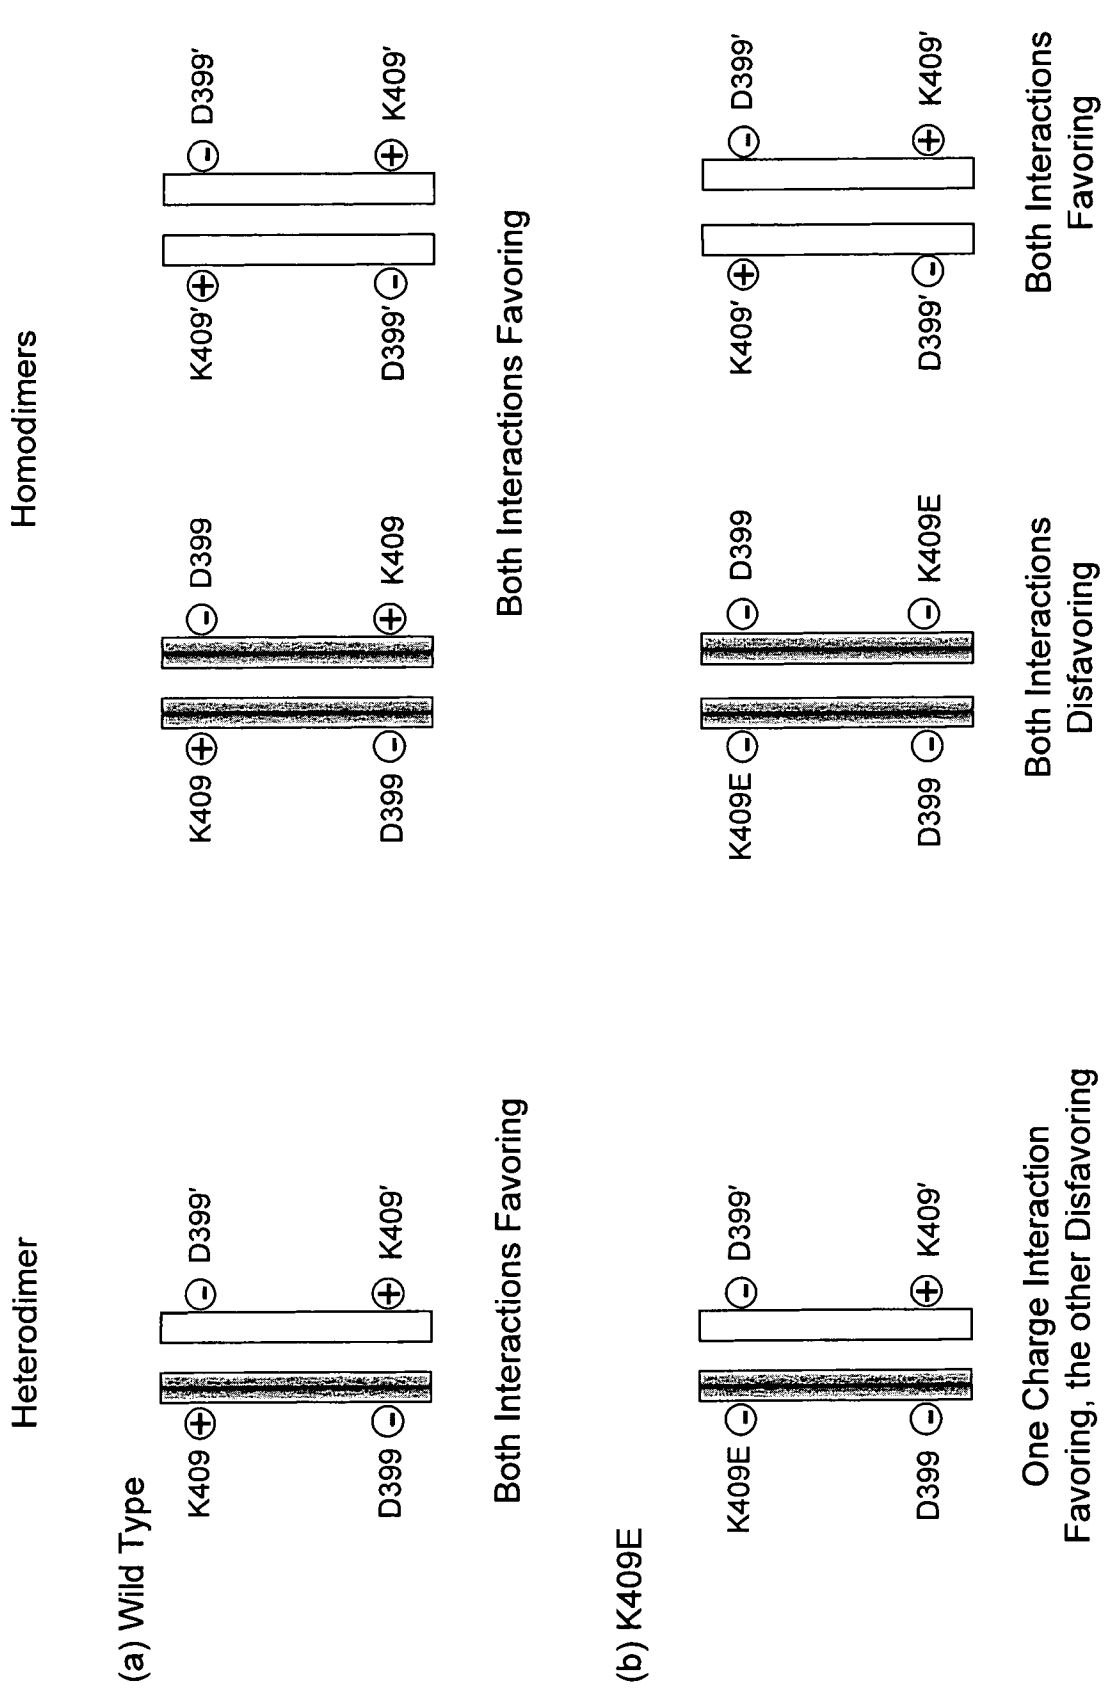 Heterodimer
Homodimers
(a) Wild Type
K409 + - D399'
D399 - + K409'
Both Interactions Favoring
K409 + - D399
D399 - + K409
K409' + - D399'
D399' - + K409'
Both Interactions Favoring
(b) K409E
K409E - - D399'
D399 - + K409'
One Charge Interaction
Favoring, the other Disfavoring
K409E - - D399
D399 - - K409E
Both Interactions
Disfavoring
K409' + - D399'
D399' - + K409'
Both Interactions
Favoring